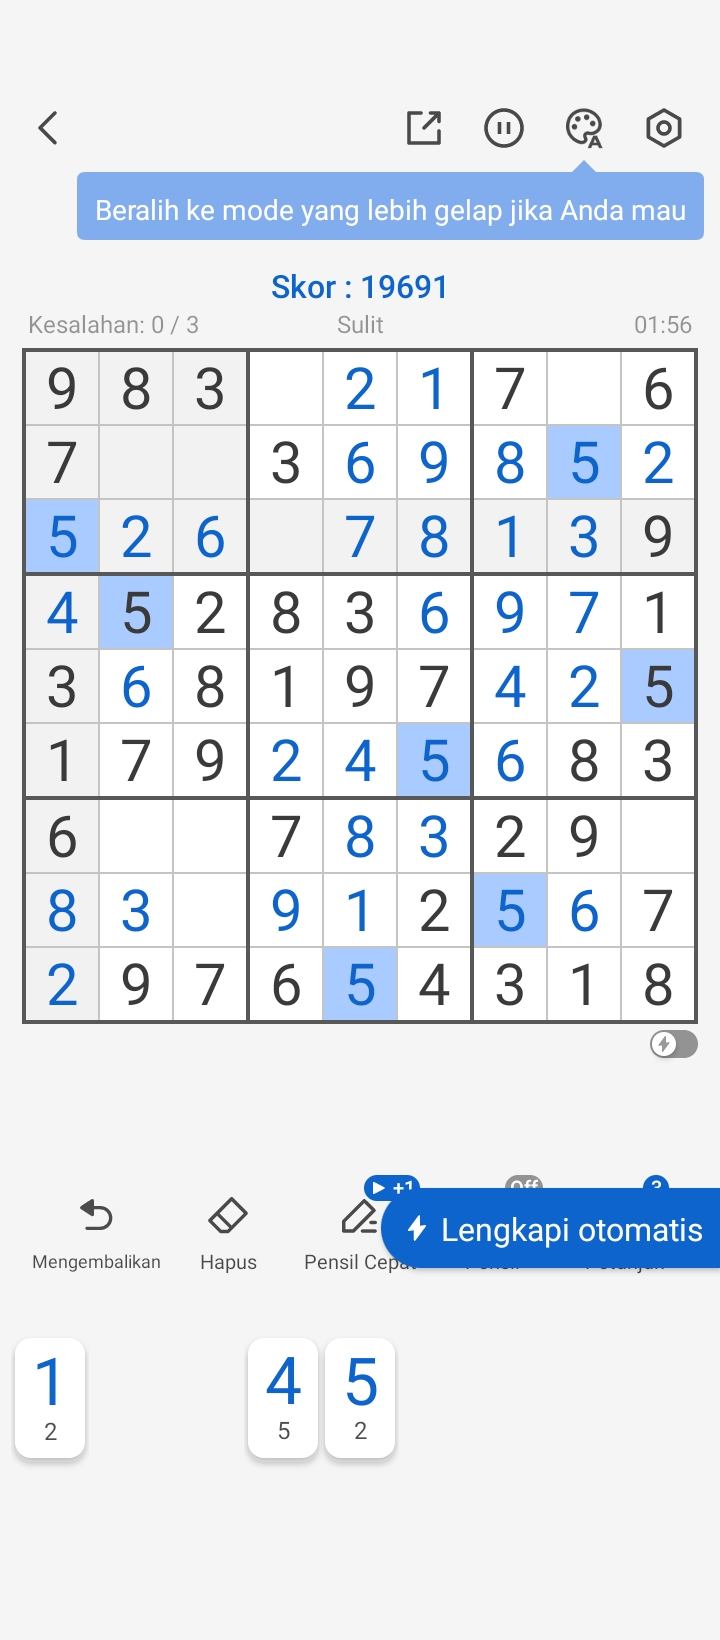 Beralih ke mode yang lebih gelap jika Anda mau
Skor : 19691
Kesalahan: 0 / 3 Sulit 01:56
9 8 3 2 1 7 6
7 3 6 9 8 5 2
5 2 6 7 8 1 3 9
4 5 2 8 3 6 9 7 1
3 6 8 1 9 7 4 2 5
1 7 9 2 4 5 6 8 3
6 7 8 3 2 9
8 3 9 1 2 5 6 7
2 9 7 6 5 4 3 1 8
+1 Off 3
Lengkapi otomatis
Mengembalikan Hapus Pensil Cepat
1 4 5
2 5 2